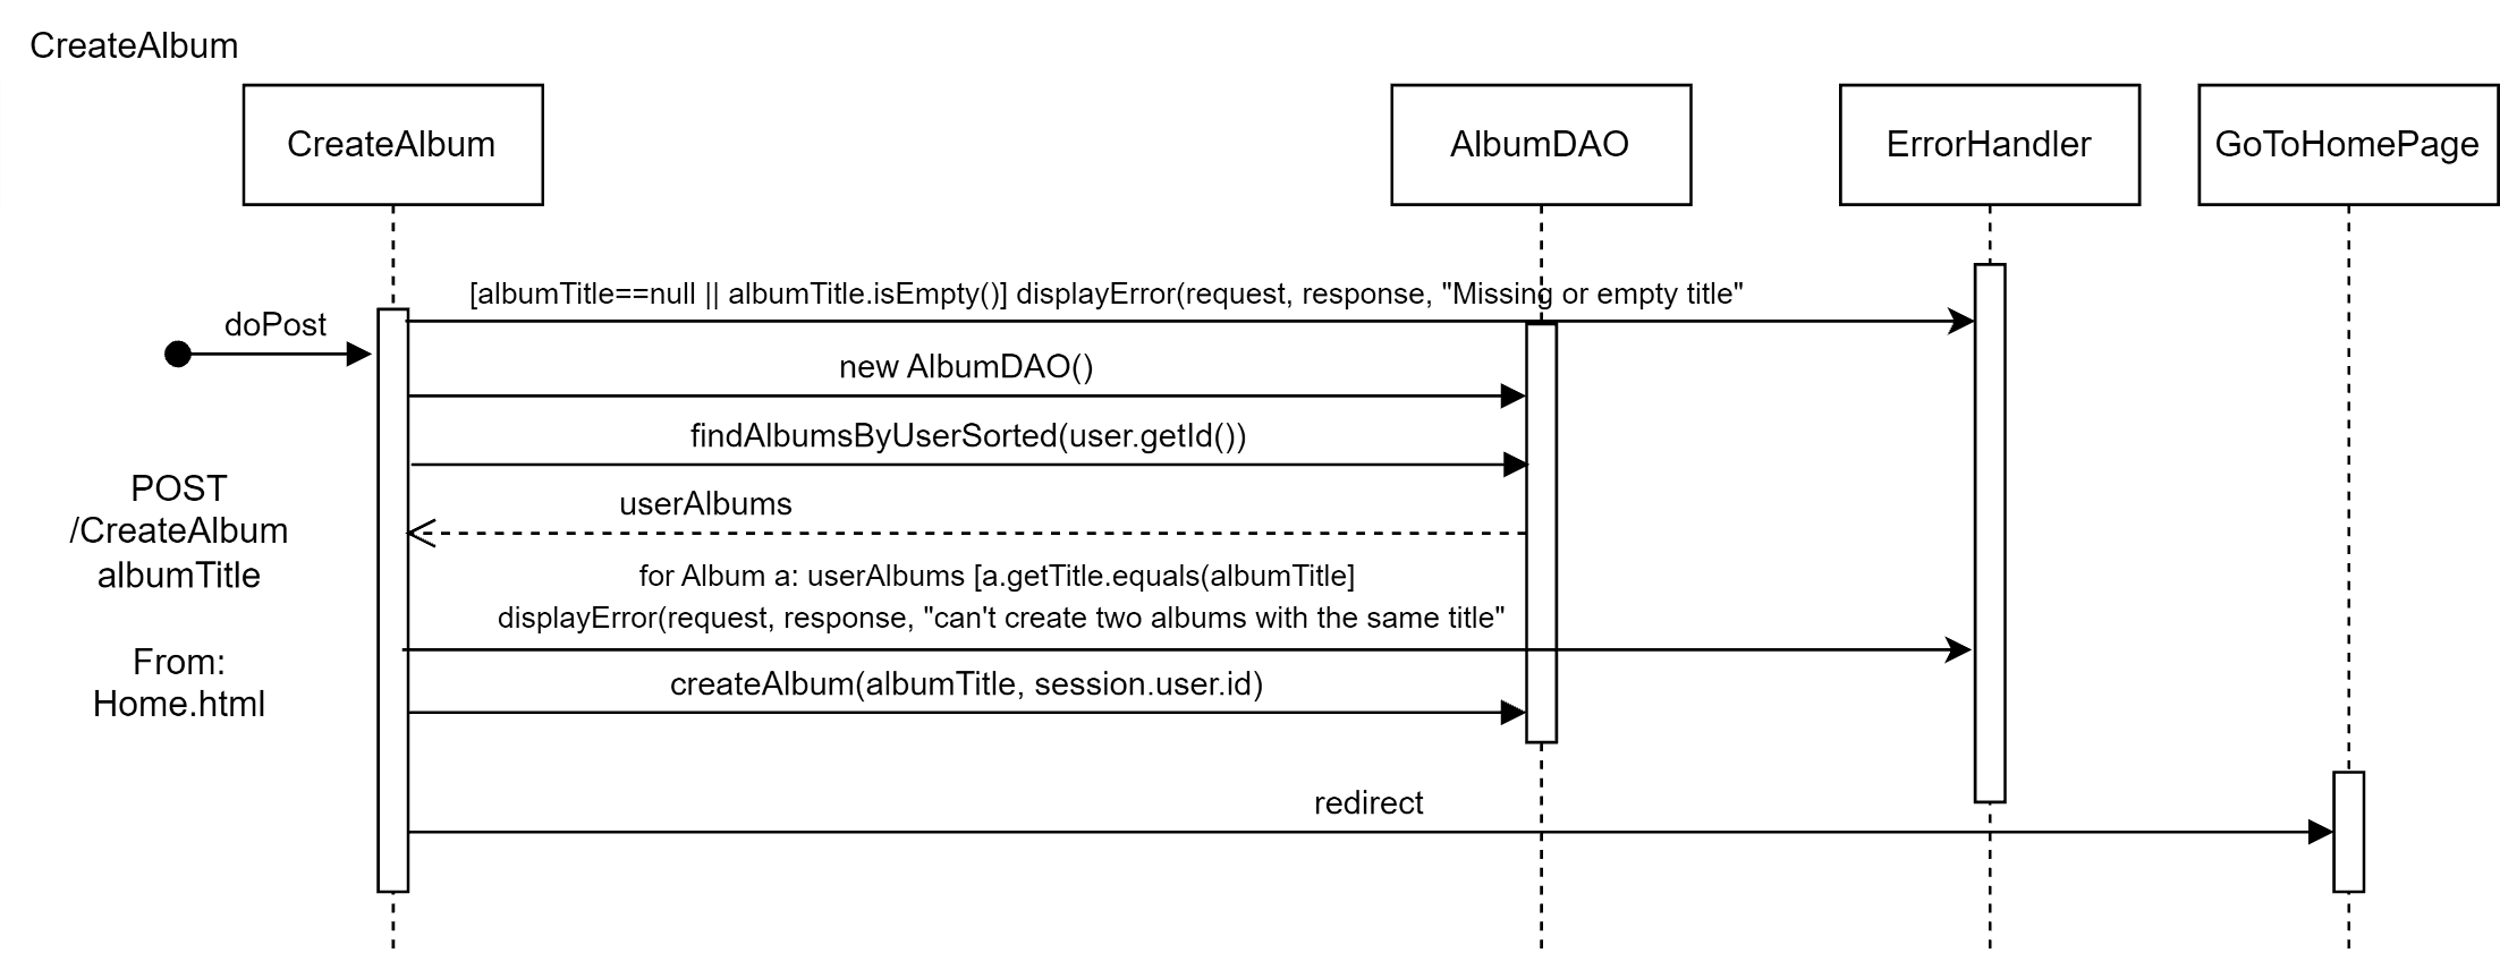 CreateAlbum
CreateAlbum
AlbumDAO
ErrorHandler
GoToHomePage
[albumTitle==null || albumTitle.isEmpty()] displayError(request, response, "Missing or empty title"
doPost
new AlbumDAO()
findAlbumsByUserSorted(user.getId())
POST
/CreateAlbum
albumTitle
userAlbums
for Album a: userAlbums [a.getTitle.equals(albumTitle]
displayError(request, response, "can't create two albums with the same title"
From:
Home.html
createAlbum(albumTitle, session.user.id)
redirect